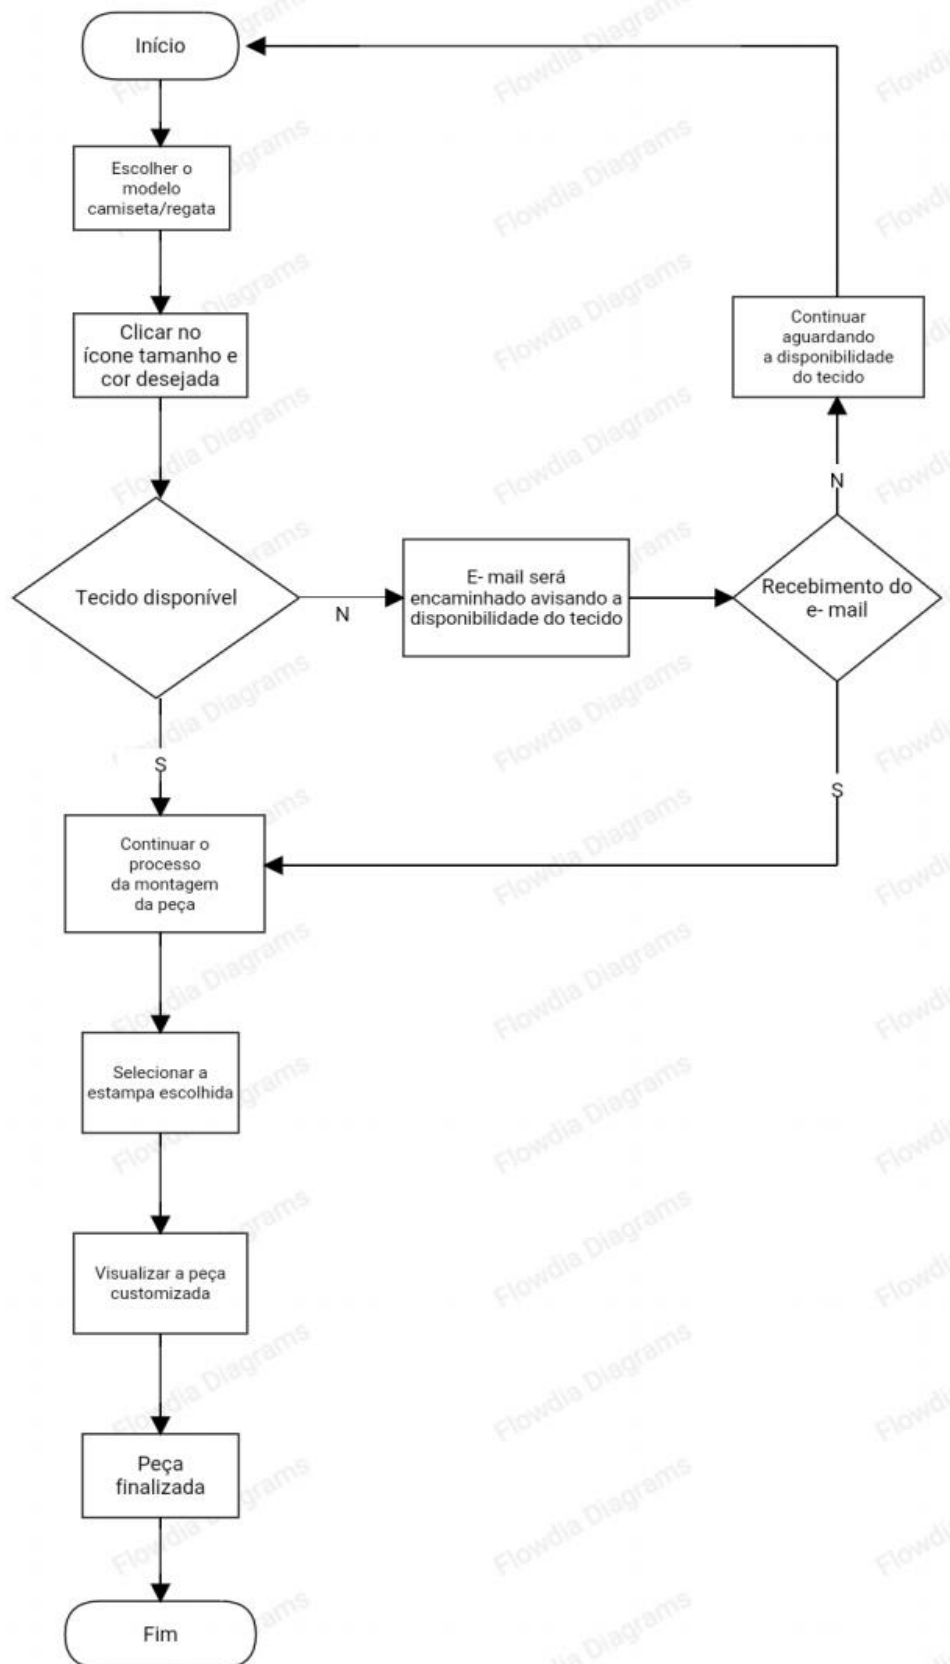 Início
Escolher o
modelo
camiseta/regata
Clicar no
ícone tamanho e
cor desejada
Tecido disponível
N
E- mail será
encaminhado avisando a
disponibilidade do tecido
Recebimento do
e- mail
N
Continuar
aguardando
a disponibilidade
do tecido
S
S
Continuar o
processo
da montagem
da peça
Selecionar a
estampa escolhida
Visualizar a peça
customizada
Peça
finalizada
Fim
Flowdia Diagrams